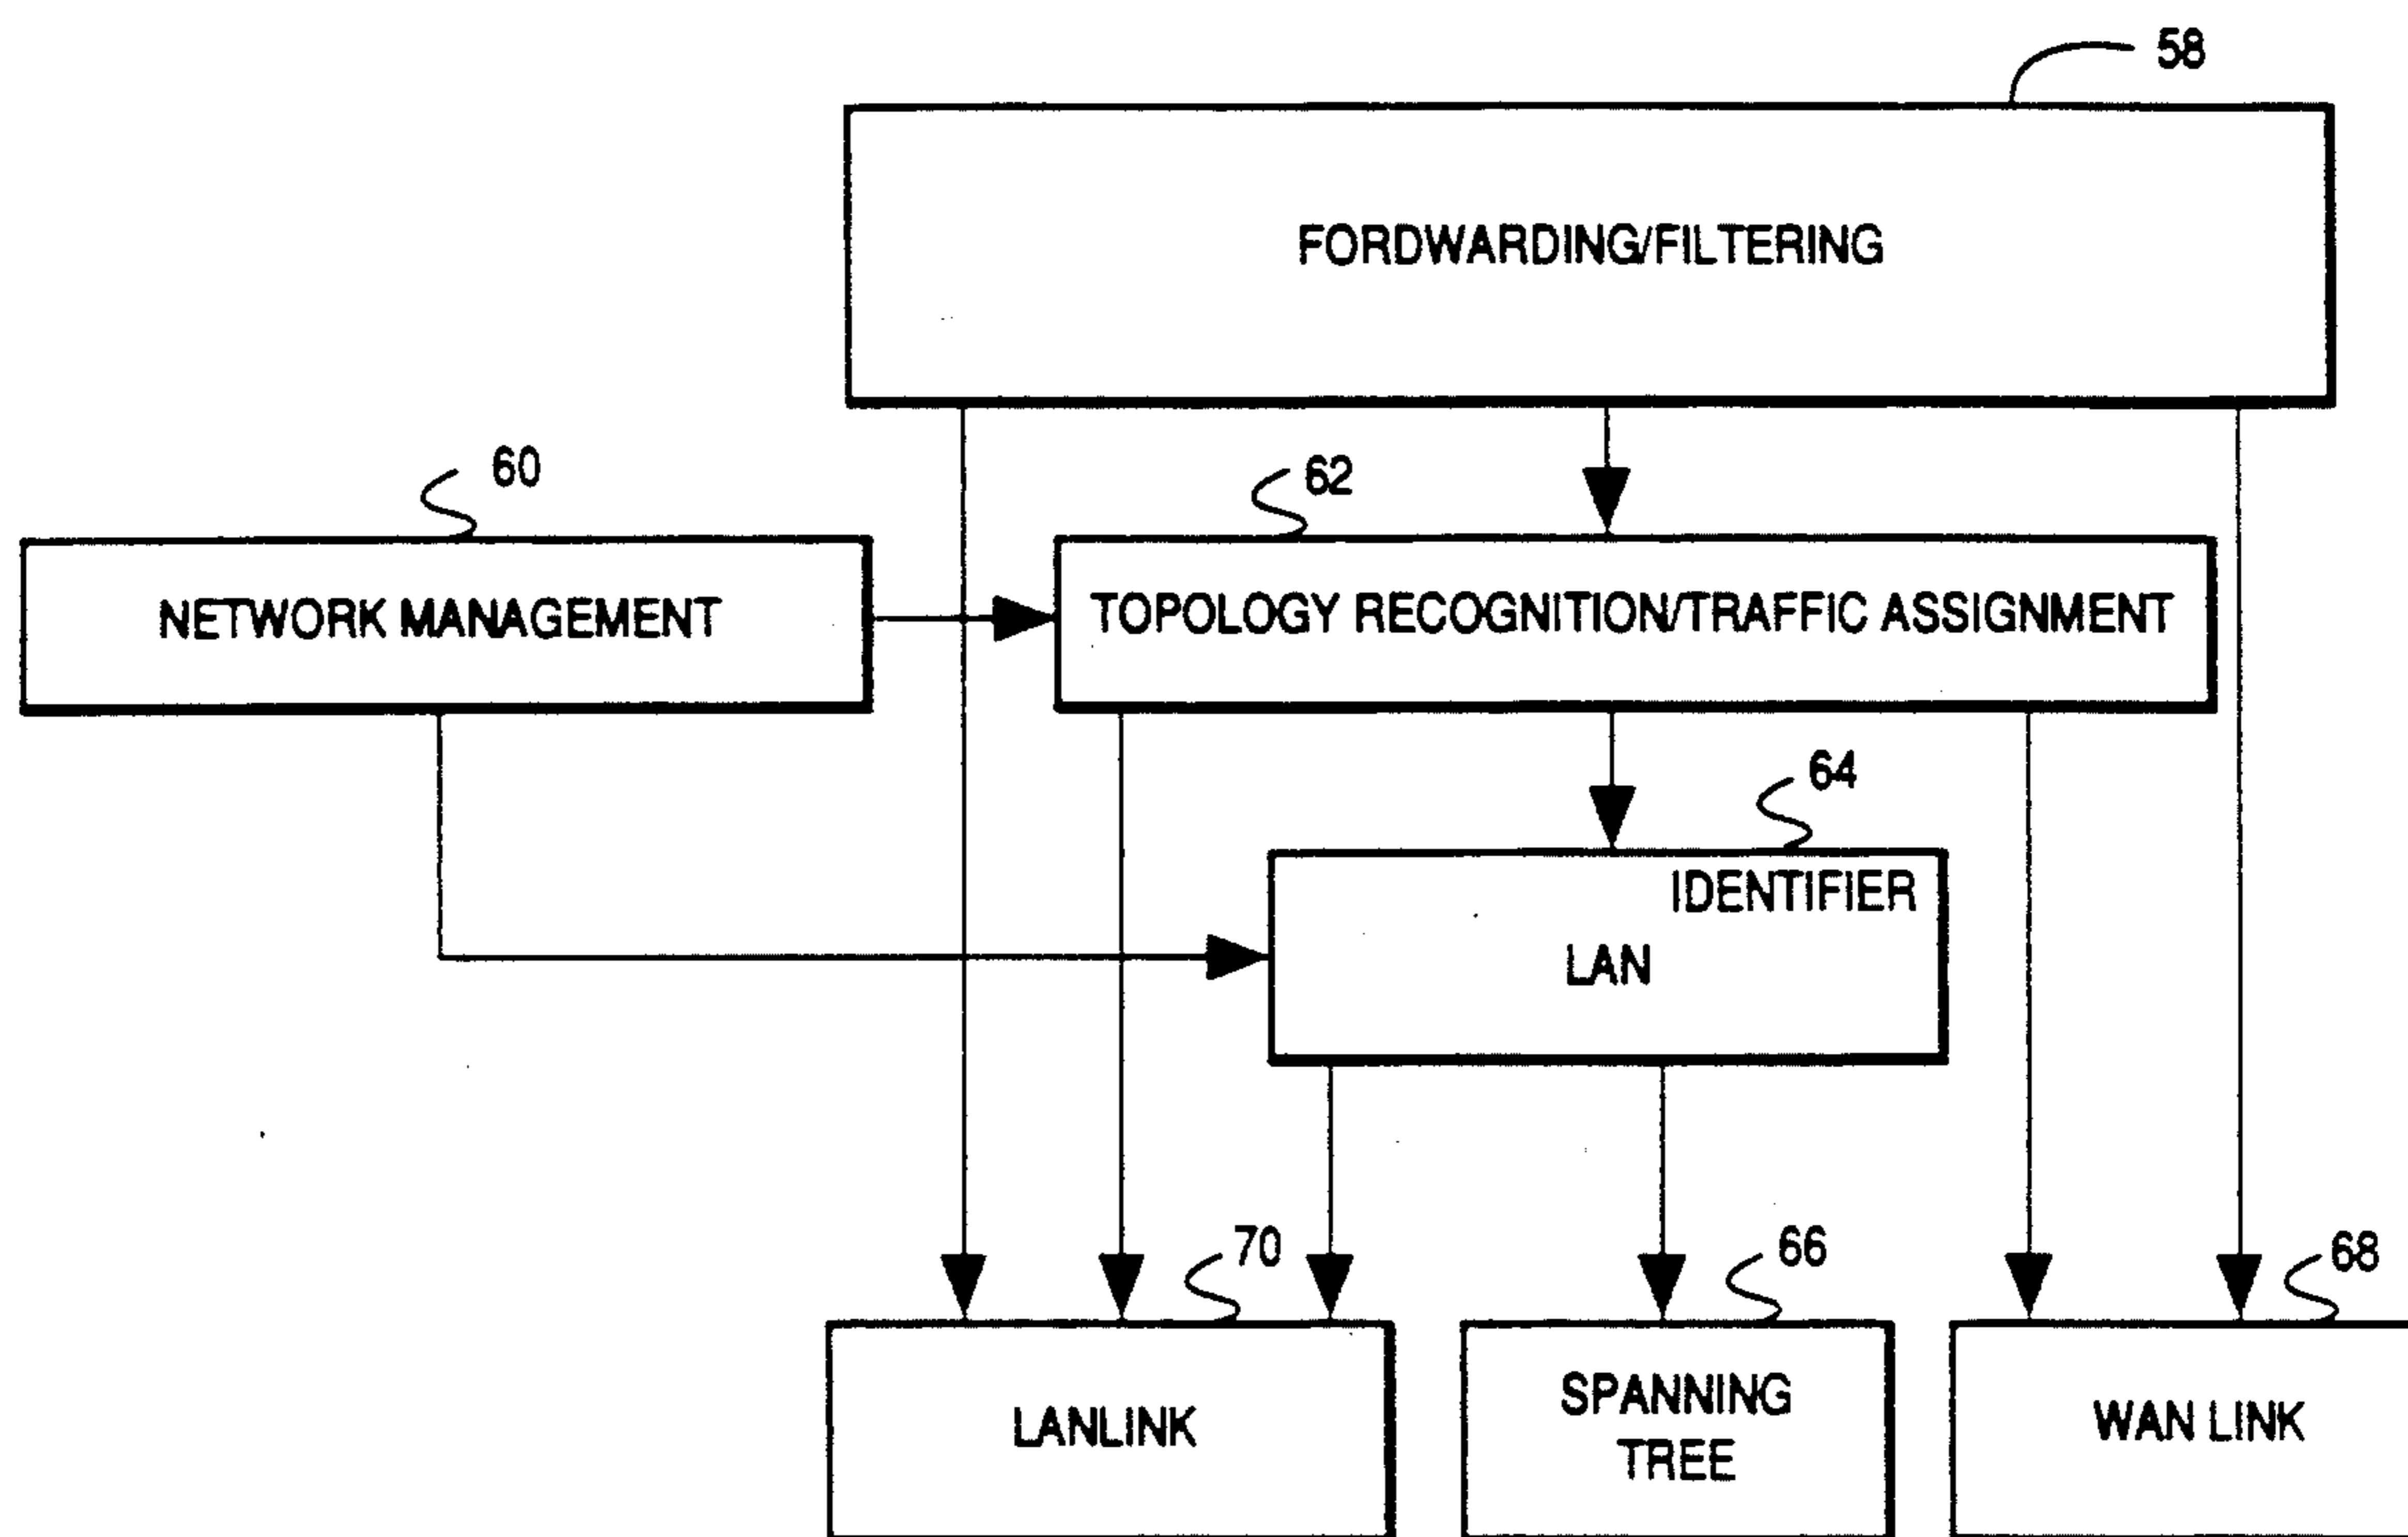 58
FORDWARDING/FILTERING
60
62
NETWORK MANAGEMENT
TOPOLOGY RECOGNITION/TRAFFIC ASSIGNMENT
64
IDENTIFIER
LAN
70
66
68
LANLINK
SPANNING
TREE
WAN LINK